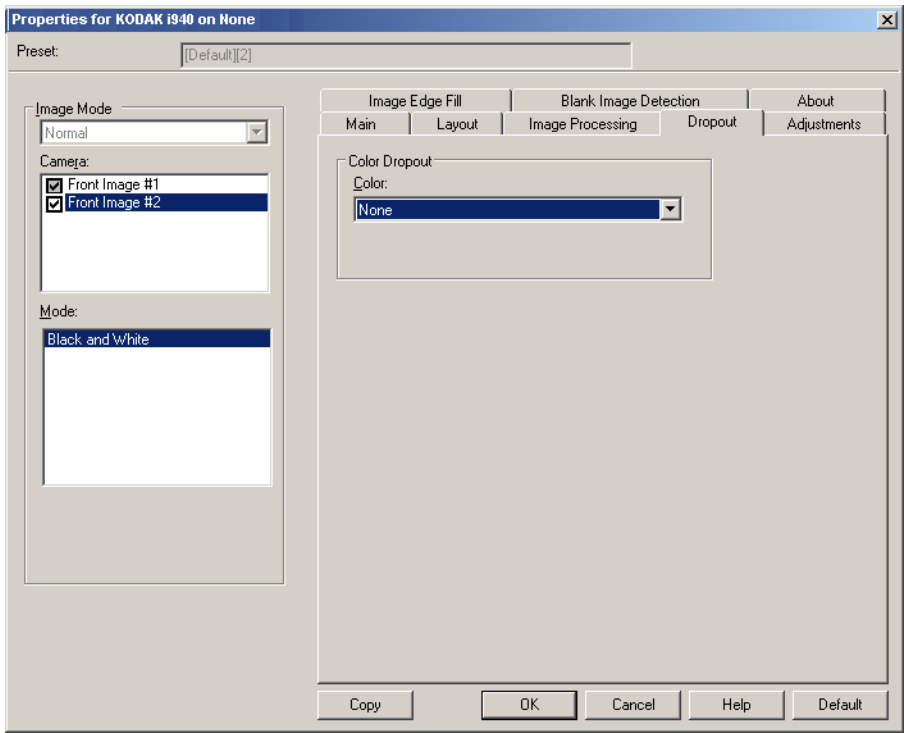 Properties for KODAK i940 on None
Preset:
[Default][2]
Image Mode
Normal
Camera:
Front Image #1
Front Image #2
Mode:
Black and White
Image Edge Fill
Blank Image Detection
About
Main
Layout
Image Processing
Dropout
Adjustments
Color Dropout
Color:
None
Copy
OK
Cancel
Help
Default